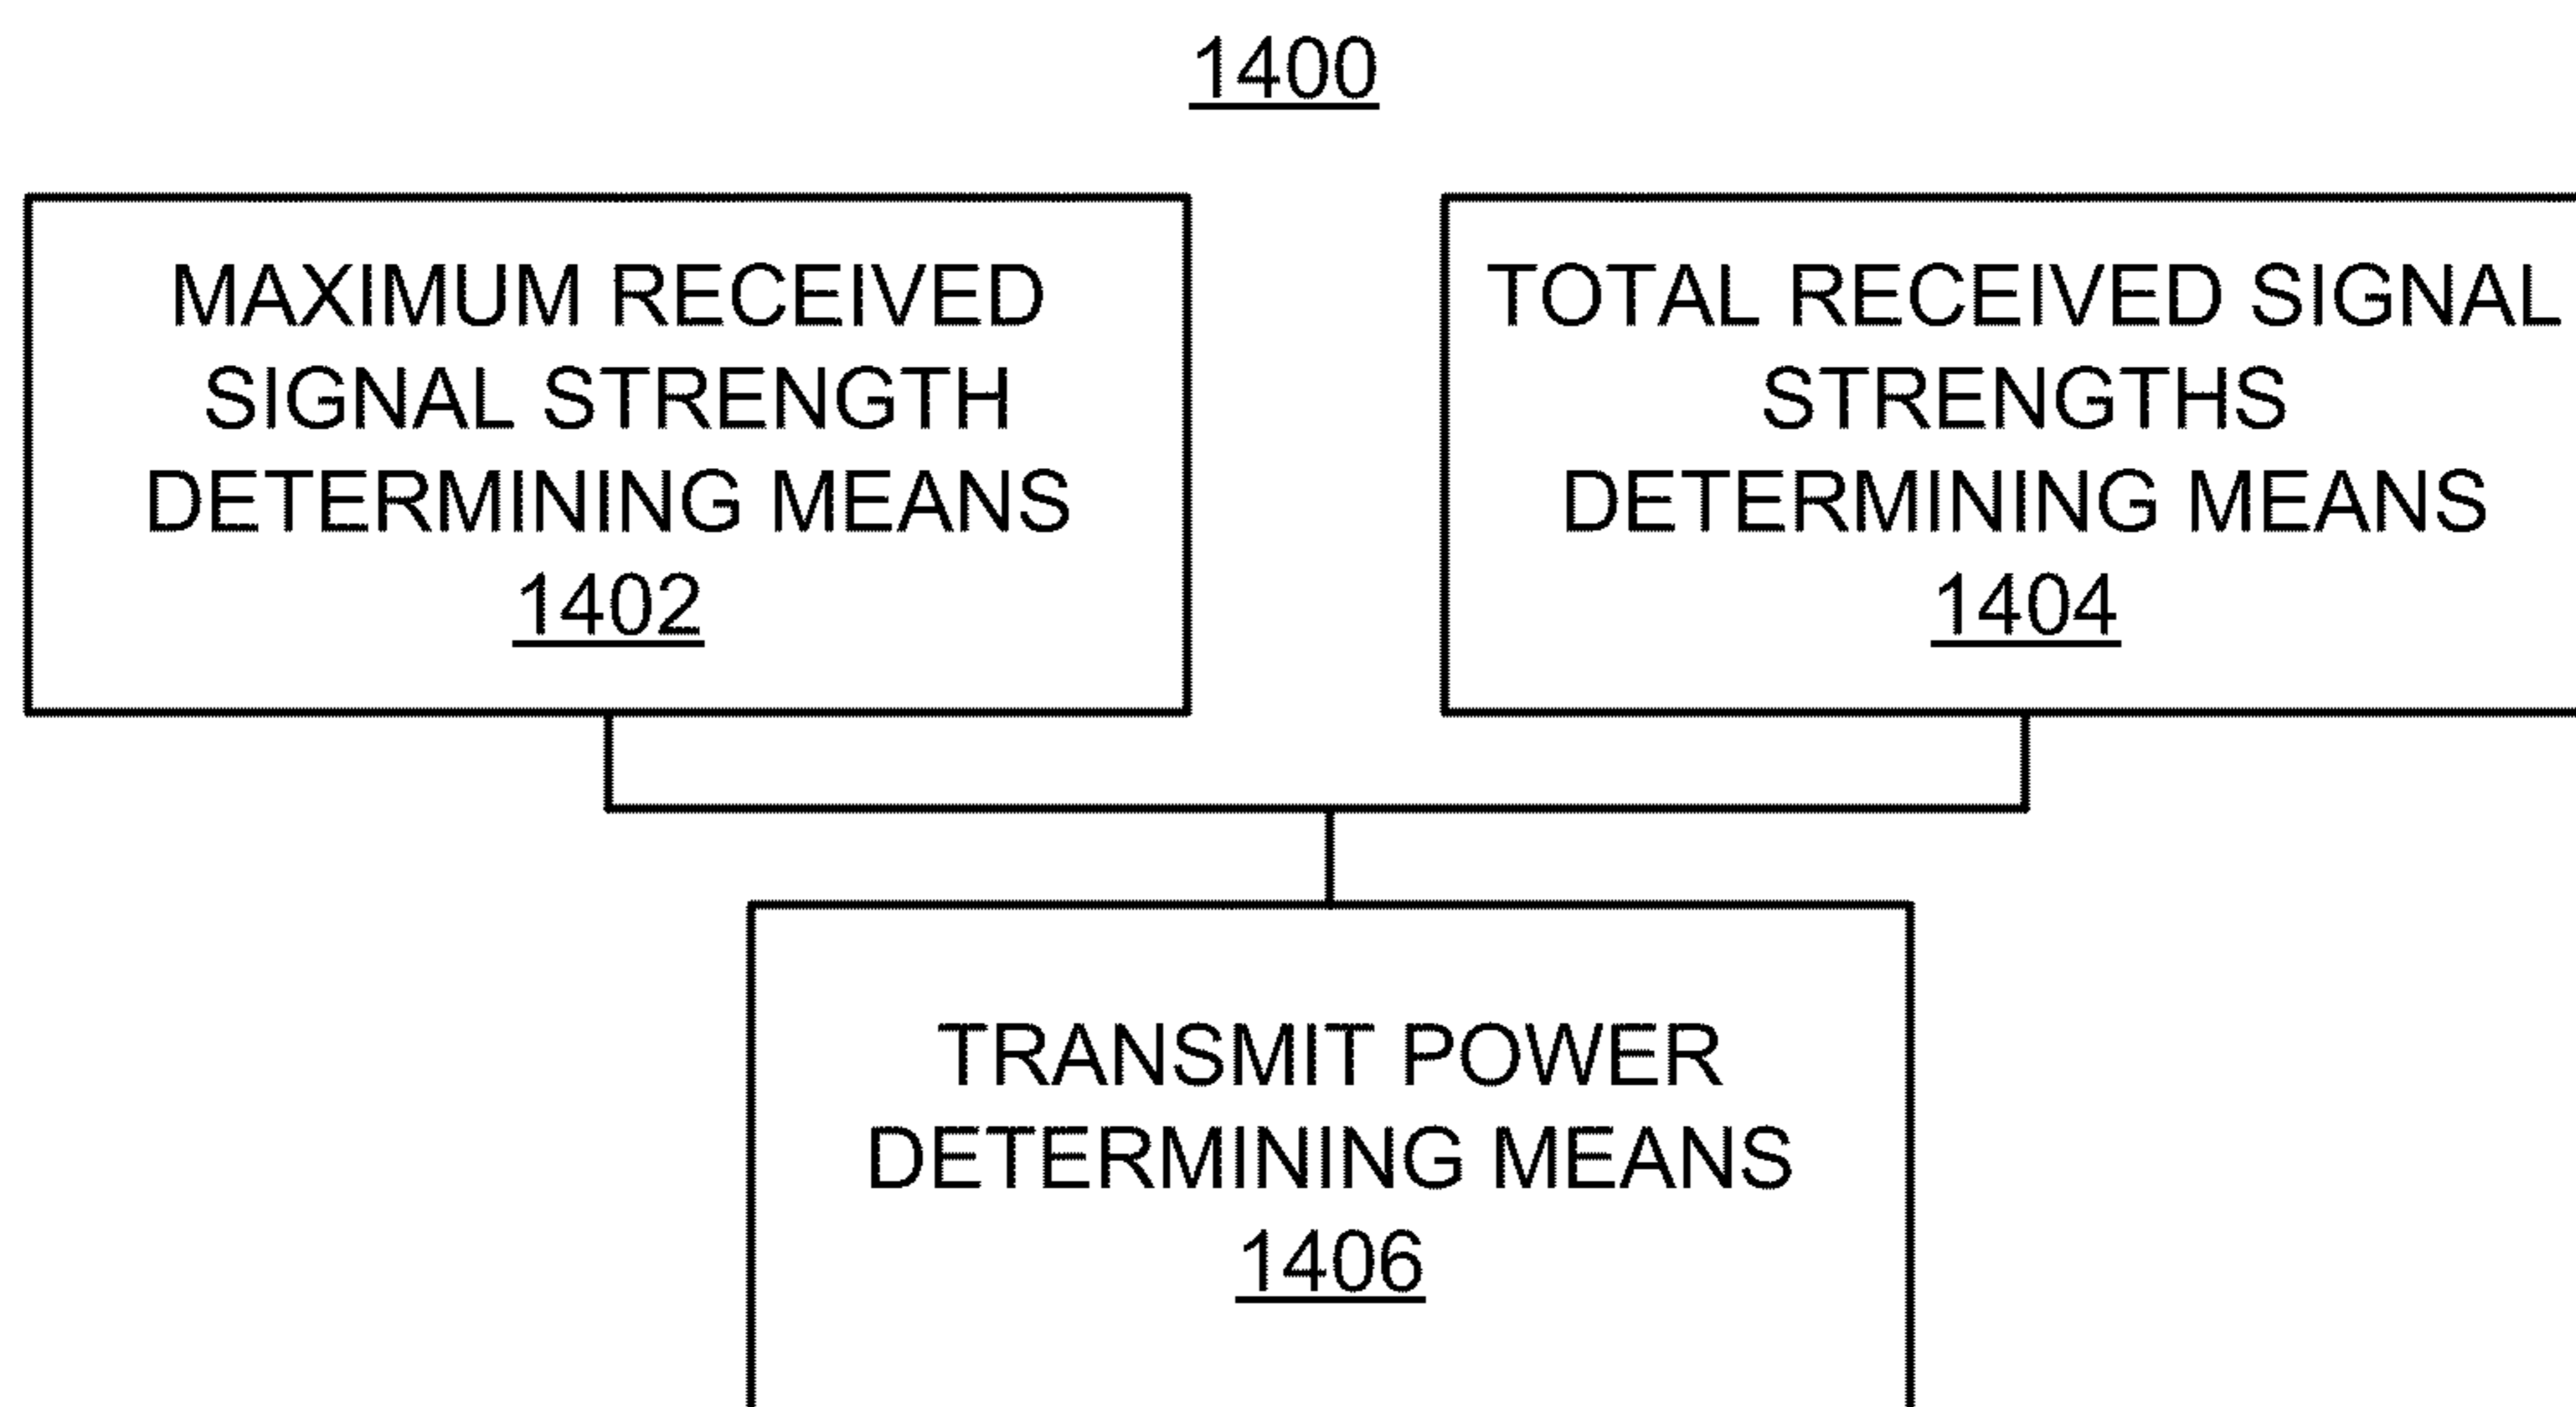 1400
MAXIMUM RECEIVED
SIGNAL STRENGTH
DETERMINING MEANS
1402
TOTAL RECEIVED SIGNAL
STRENGTHS
DETERMINING MEANS
1404
TRANSMIT POWER
DETERMINING MEANS
1406